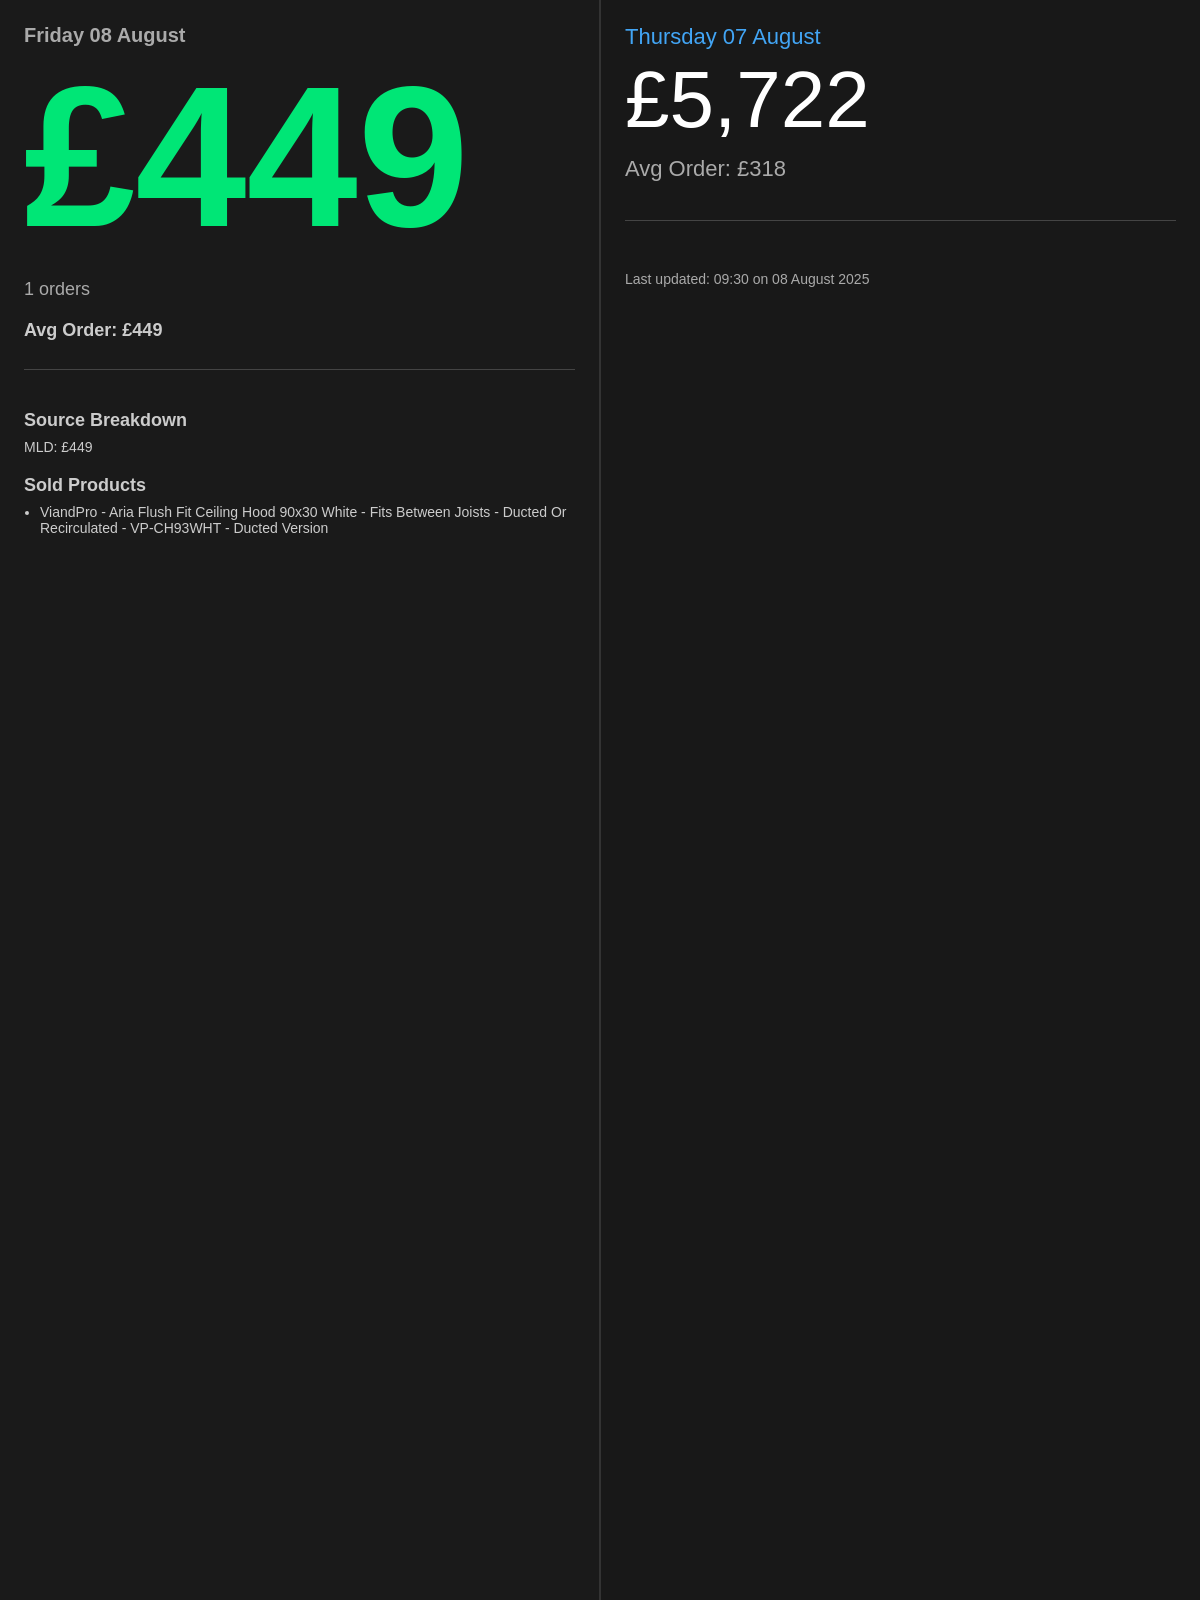 Friday 08 August
£449
1 orders
Avg Order: £449
Source Breakdown
MLD: £449
Sold Products
• ViandPro - Aria Flush Fit Ceiling Hood 90x30 White - Fits Between Joists - Ducted Or
Recirculated - VP-CH93WHT - Ducted Version
Thursday 07 August
£5,722
Avg Order: £318
Last updated: 09:30 on 08 August 2025